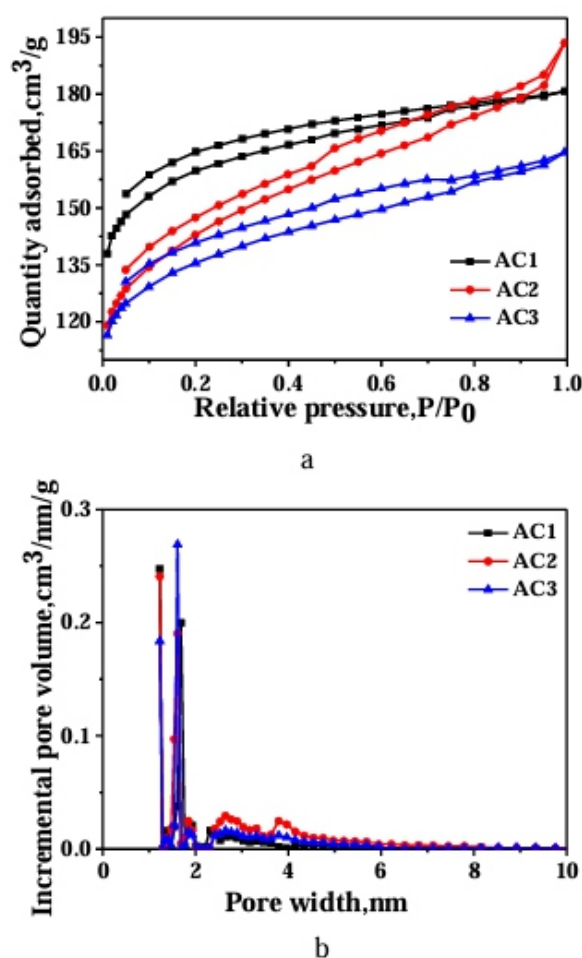 Quantity adsorbed,cm³/g
195
180
165
150
135
120
AC1
AC2
AC3
0.0 0.2 0.4 0.6 0.8 1.0
Relative pressure,P/P0
a
Incremental pore volume,cm³/nm/g
0.3
0.2
0.1
0.0
AC1
AC2
AC3
0 2 4 6 8 10
Pore width,nm
b